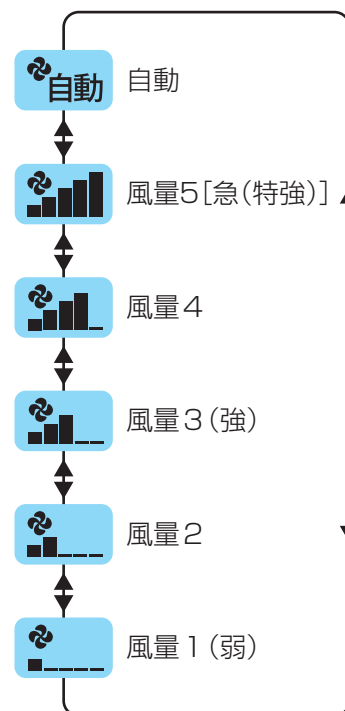 自動 自動
風量5[急(特強)]
風量4
風量3(強)
風量2
風量1(弱)